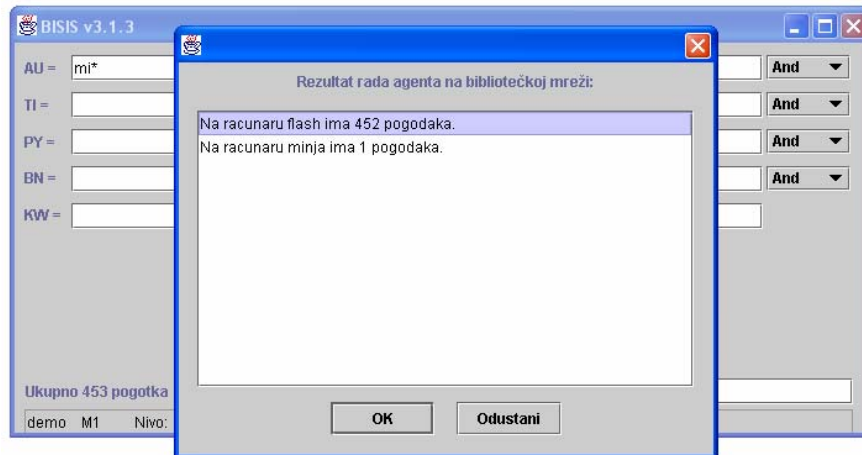 BISIS v3.1.3
AU = mi* And
Rezultat rada agenta na bibliotečkoj mreži:
TI = And
Na racunaru flash ima 452 pogodaka.
PY = And
Na racunaru minja ima 1 pogodaka.
BN = And
KW =
Ukupno 453 pogotka
OK Odustani
demo M1 Nivo: